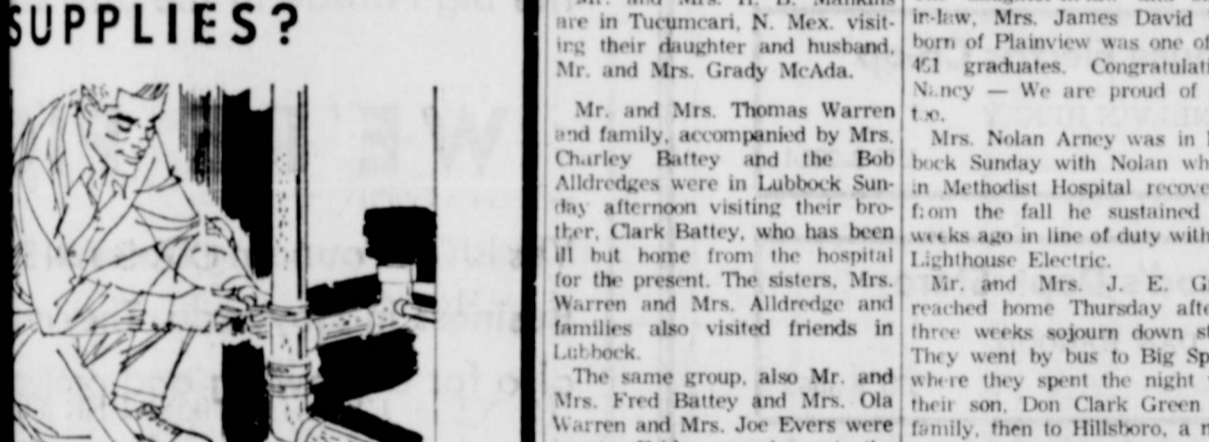 SUPPLIES?
Mr. and Mrs. H. B. Mankins
are in Tucumcari, N. Mex. visit-
ing their daughter and husband,
Mr. and Mrs. Grady McAda.
Mr. and Mrs. Thomas Warren
and family, accompanied by Mrs.
Charley Battey and the Bob
Alldredges were in Lubbock Sun-
day afternoon visiting their bro-
ther, Clark Battey, who has been
ill but home from the hospital
for the present. The sisters, Mrs.
Warren and Mrs. Alldredge and
families also visited friends in
Lubbock.
The same group, also Mr. and
Mrs. Fred Battey and Mrs. Ola
Warren and Mrs. Joe Evers were
in-law, Mrs. James David
born of Plainview was one of
461 graduates. Congratulati
Nancy — We are proud of
too.
Mrs. Nolan Arney was in
bock Sunday with Nolan wh
in Methodist Hospital recove
from the fall he sustained
weeks ago in line of duty with
Lighthouse Electric.
Mr. and Mrs. J. E. G
reached home Thursday afte
three weeks sojourn down st
They went by bus to Big Sp
where they spent the night
their son, Don Clark Green
family, then to Hillsboro, a